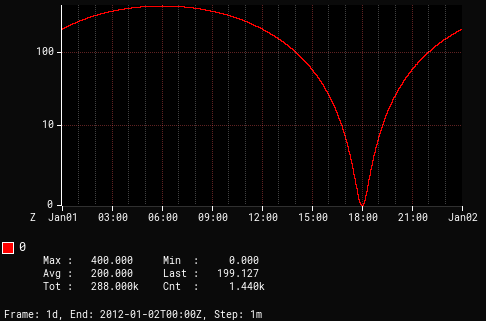 100
10
0
Z Jan01 03:00 06:00 09:00 12:00 15:00 18:00 21:00 Jan02
0
Max : 400.000 Min : 0.000
Avg : 200.000 Last : 199.127
Tot : 288.000k Cnt : 1.440k
Frame: 1d, End: 2012-01-02T00:00Z, Step: 1m